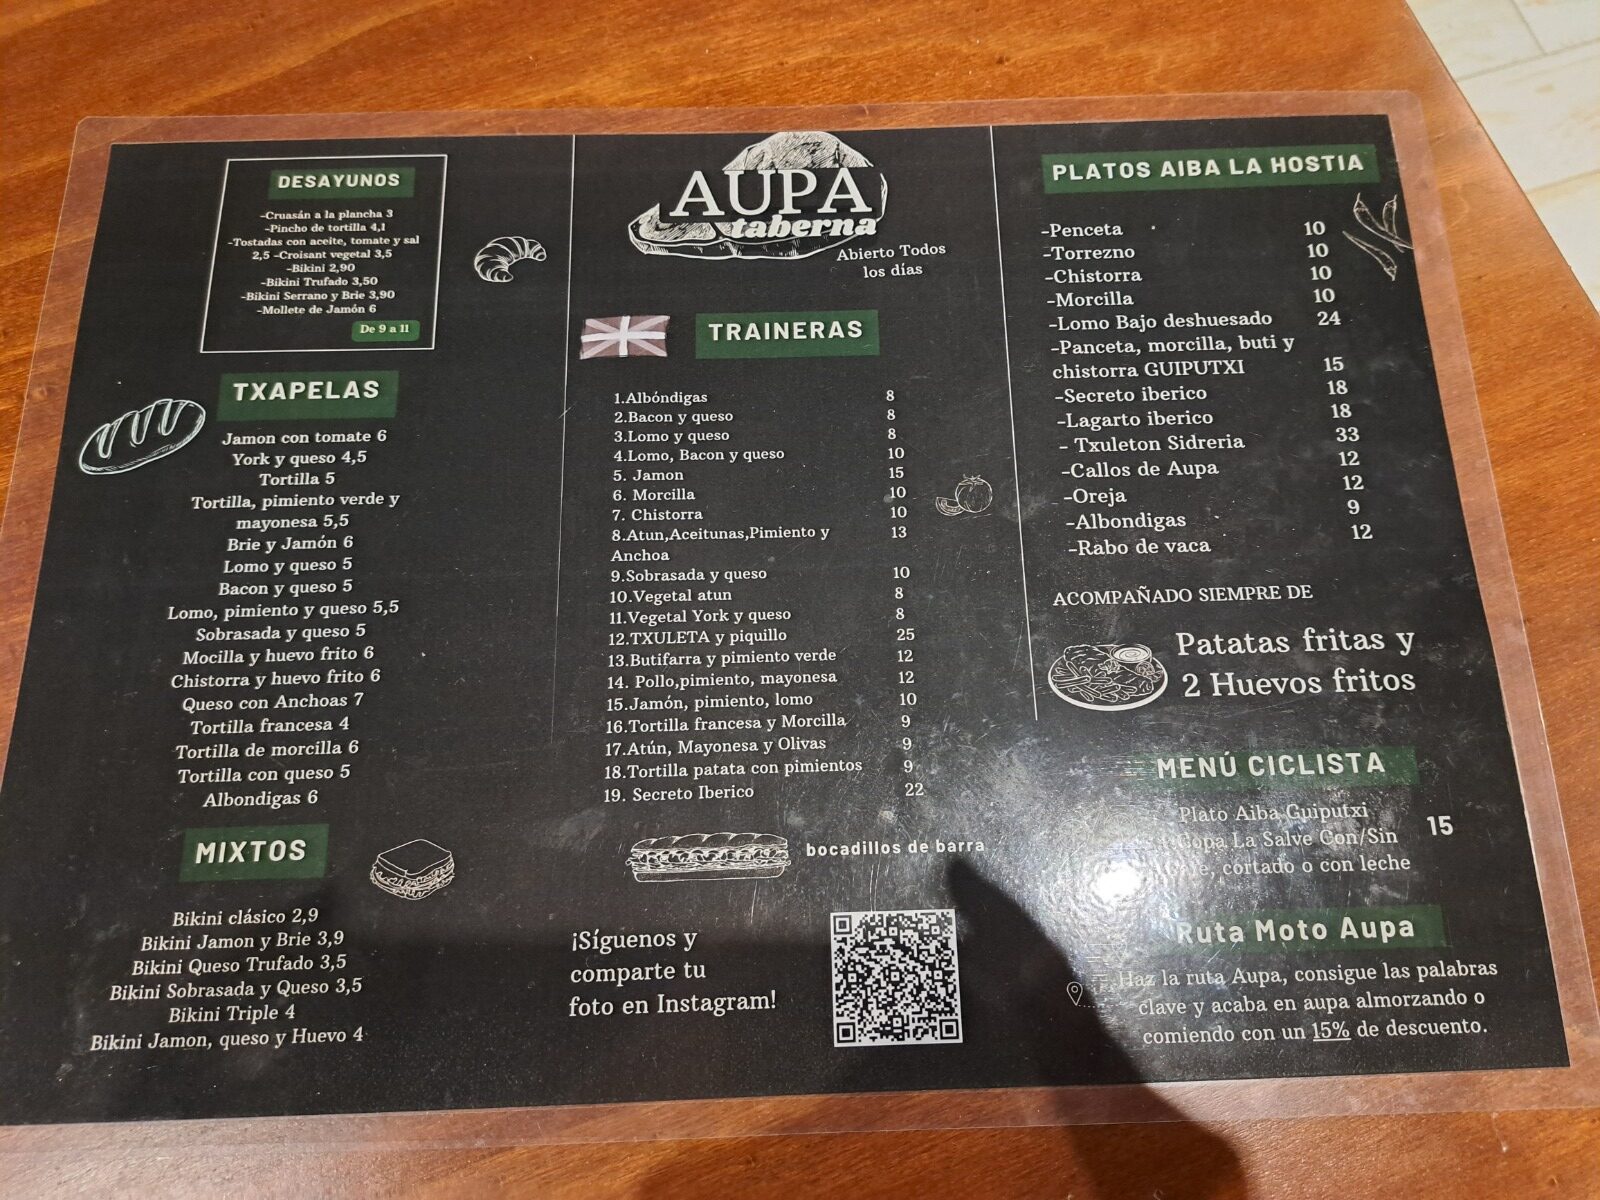 DESAYUNOS
-Cruasán a la plancha 3
-Pincho de tortilla 4,1
-Tostadas con aceite, tomate y sal
2,5 -Croisant vegetal 3,5
-Bikini 2,90
-Bikini Trufado 3,50
-Bikini Serrano y Brie 3,90
-Mollete de Jamón 6
De 9 a 11
TXAPELAS
Jamon con tomate 6
York y queso 4,5
Tortilla 5
Tortilla, pimiento verde y
mayonesa 5,5
Brie y Jamón 6
Lomo y queso 5
Bacon y queso 5
Lomo, pimiento y queso 5,5
Sobrasada y queso 5
Mocilla y huevo frito 6
Chistorra y huevo frito 6
Queso con Anchoas 7
Tortilla francesa 4
Tortilla de morcilla 6
Tortilla con queso 5
Albondigas 6
MIXTOS
Bikini clásico 2,9
Bikini Jamon y Brie 3,9
Bikini Queso Trufado 3,5
Bikini Sobrasada y Queso 3,5
Bikini Triple 4
Bikini Jamon, queso y Huevo 4
AUPA
taberna
Abierto Todos
los días
TRAINERAS
1.Albóndigas 8
2.Bacon y queso 8
3.Lomo y queso 8
4.Lomo, Bacon y queso 10
5. Jamon 15
6. Morcilla 10
7. Chistorra 10
8.Atun,Aceitunas,Pimiento y 13
Anchoa
9.Sobrasada y queso 10
10.Vegetal atun 8
11.Vegetal York y queso 8
12.TXULETA y piquillo 25
13.Butifarra y pimiento verde 12
14. Pollo,pimiento, mayonesa 12
15.Jamón, pimiento, lomo 10
16.Tortilla francesa y Morcilla 9
17.Atún, Mayonesa y Olivas 9
18.Tortilla patata con pimientos 9
19. Secreto Iberico 22
bocadillos de barra
¡Síguenos y
comparte tu
foto en Instagram!
PLATOS AIBA LA HOSTIA
-Penceta 10
-Torrezno 10
-Chistorra 10
-Morcilla 10
-Lomo Bajo deshuesado 24
-Panceta, morcilla, buti y
chistorra GUIPUTXI 15
-Secreto iberico 18
-Lagarto iberico 18
- Txuleton Sidreria 33
-Callos de Aupa 12
-Oreja 12
-Albondigas 9
-Rabo de vaca 12
ACOMPAÑADO SIEMPRE DE
Patatas fritas y
2 Huevos fritos
MENÚ CICLISTA
Plato Aiba Guiputxi
Copa La Salve Con/Sin 15
cortado o con leche
Ruta Moto Aupa
Haz la ruta Aupa, consigue las palabras
clave y acaba en aupa almorzando o
comiendo con un 15% de descuento.